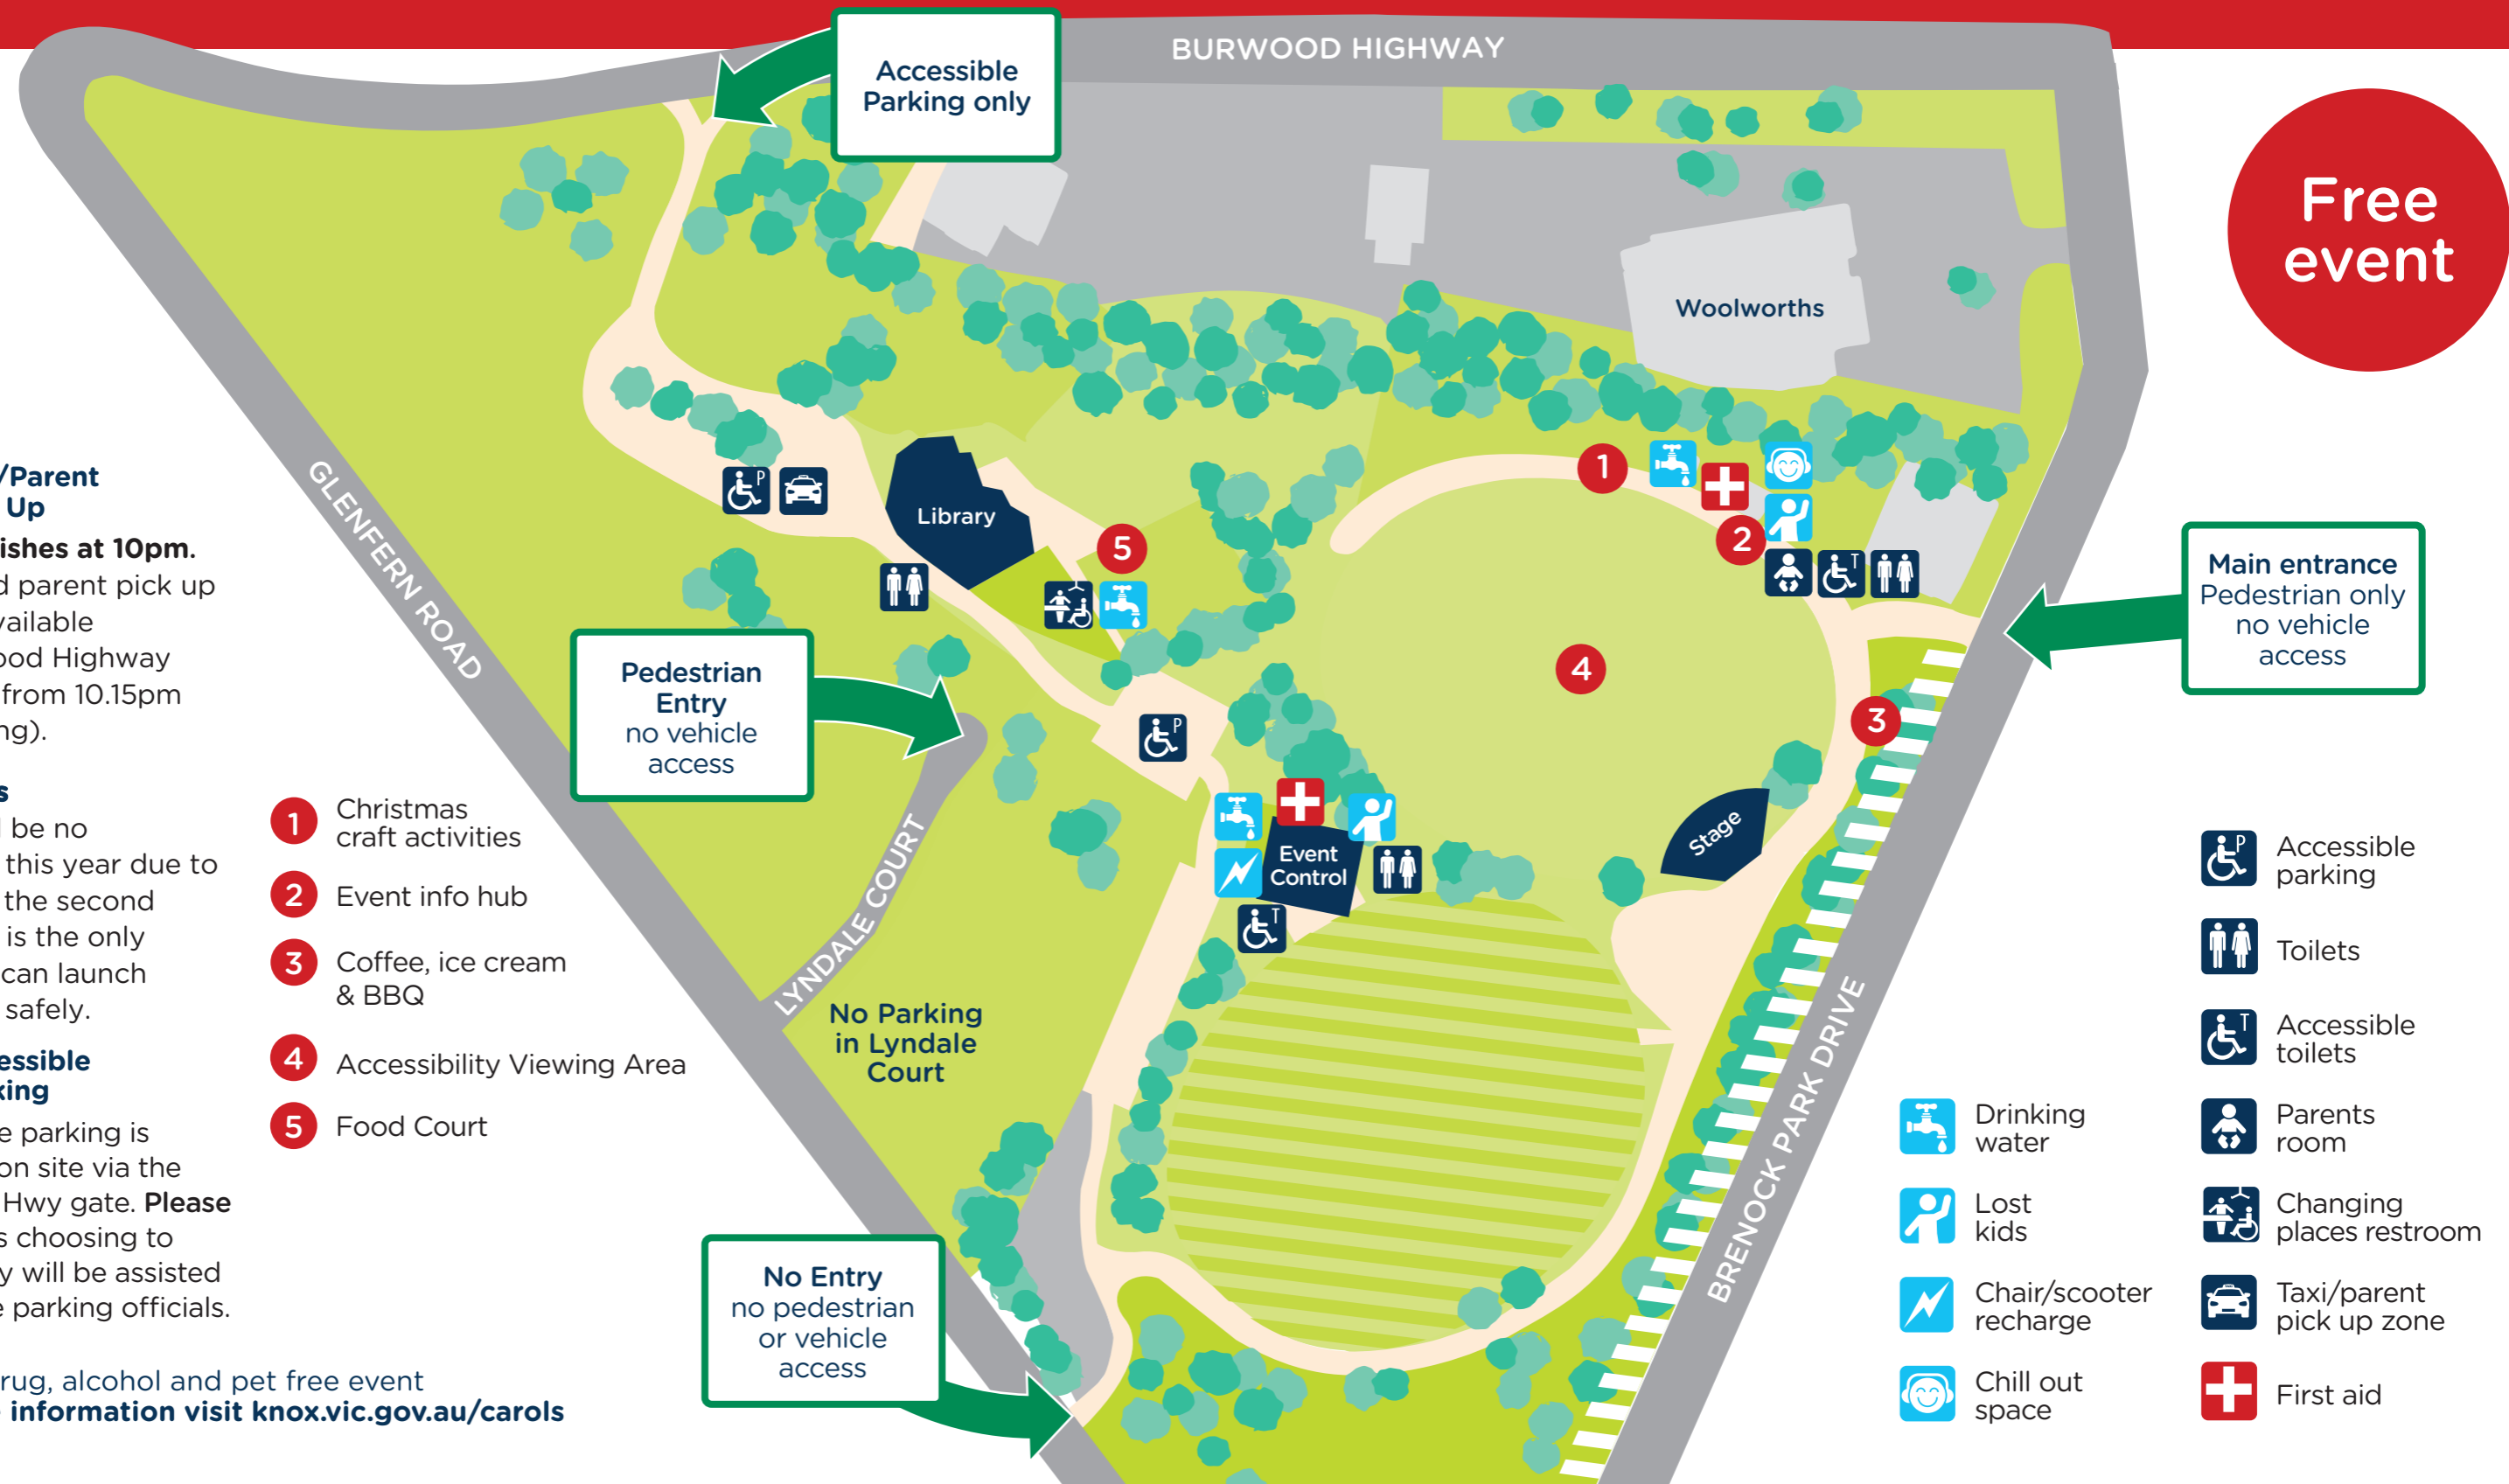 BURWOOD HIGHWAY
Accessible
Parking only
Free
event
Woolworths
GLENFERN ROAD
Library
1
2
3
4
5
P
P
T
T
Main entrance
Pedestrian only
no vehicle
access
Pedestrian
Entry
no vehicle
access
Event
Control
Stage
LYNDALE COURT
No Parking
in Lyndale
Court
BRENOCK PARK DRIVE
No Entry
no pedestrian
or vehicle
access
/Parent
Up
ishes at 10pm.
d parent pick up
vailable
ood Highway
from 10.15pm
ng).
s
l be no
this year due to
the second
is the only
can launch
safely.
essible
king
e parking is
on site via the
Hwy gate. Please
s choosing to
y will be assisted
e parking officials.
rug, alcohol and pet free event
information visit knox.vic.gov.au/carols
1 Christmas
craft activities
2 Event info hub
3 Coffee, ice cream
& BBQ
4 Accessibility Viewing Area
5 Food Court
Drinking
water
Lost
kids
Chair/scooter
recharge
Chill out
space
P Accessible
parking
Toilets
T Accessible
toilets
Parents
room
Changing
places restroom
Taxi/parent
pick up zone
First aid